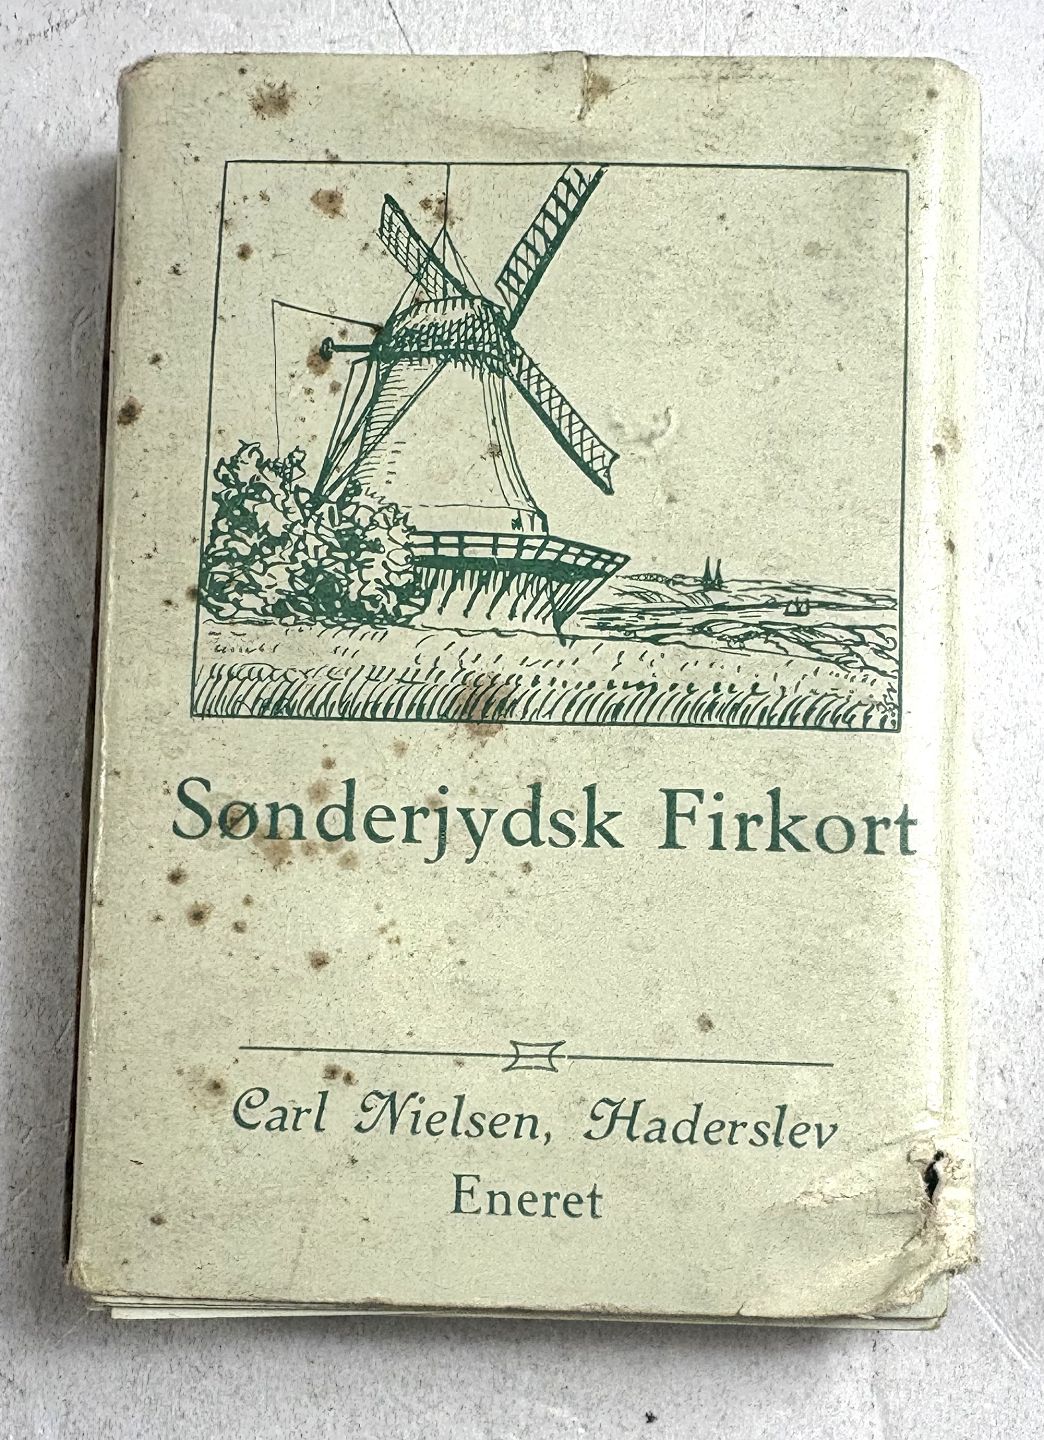 Sønderjydsk Firkort
Carl Nielsen, Haderslev
Eneret